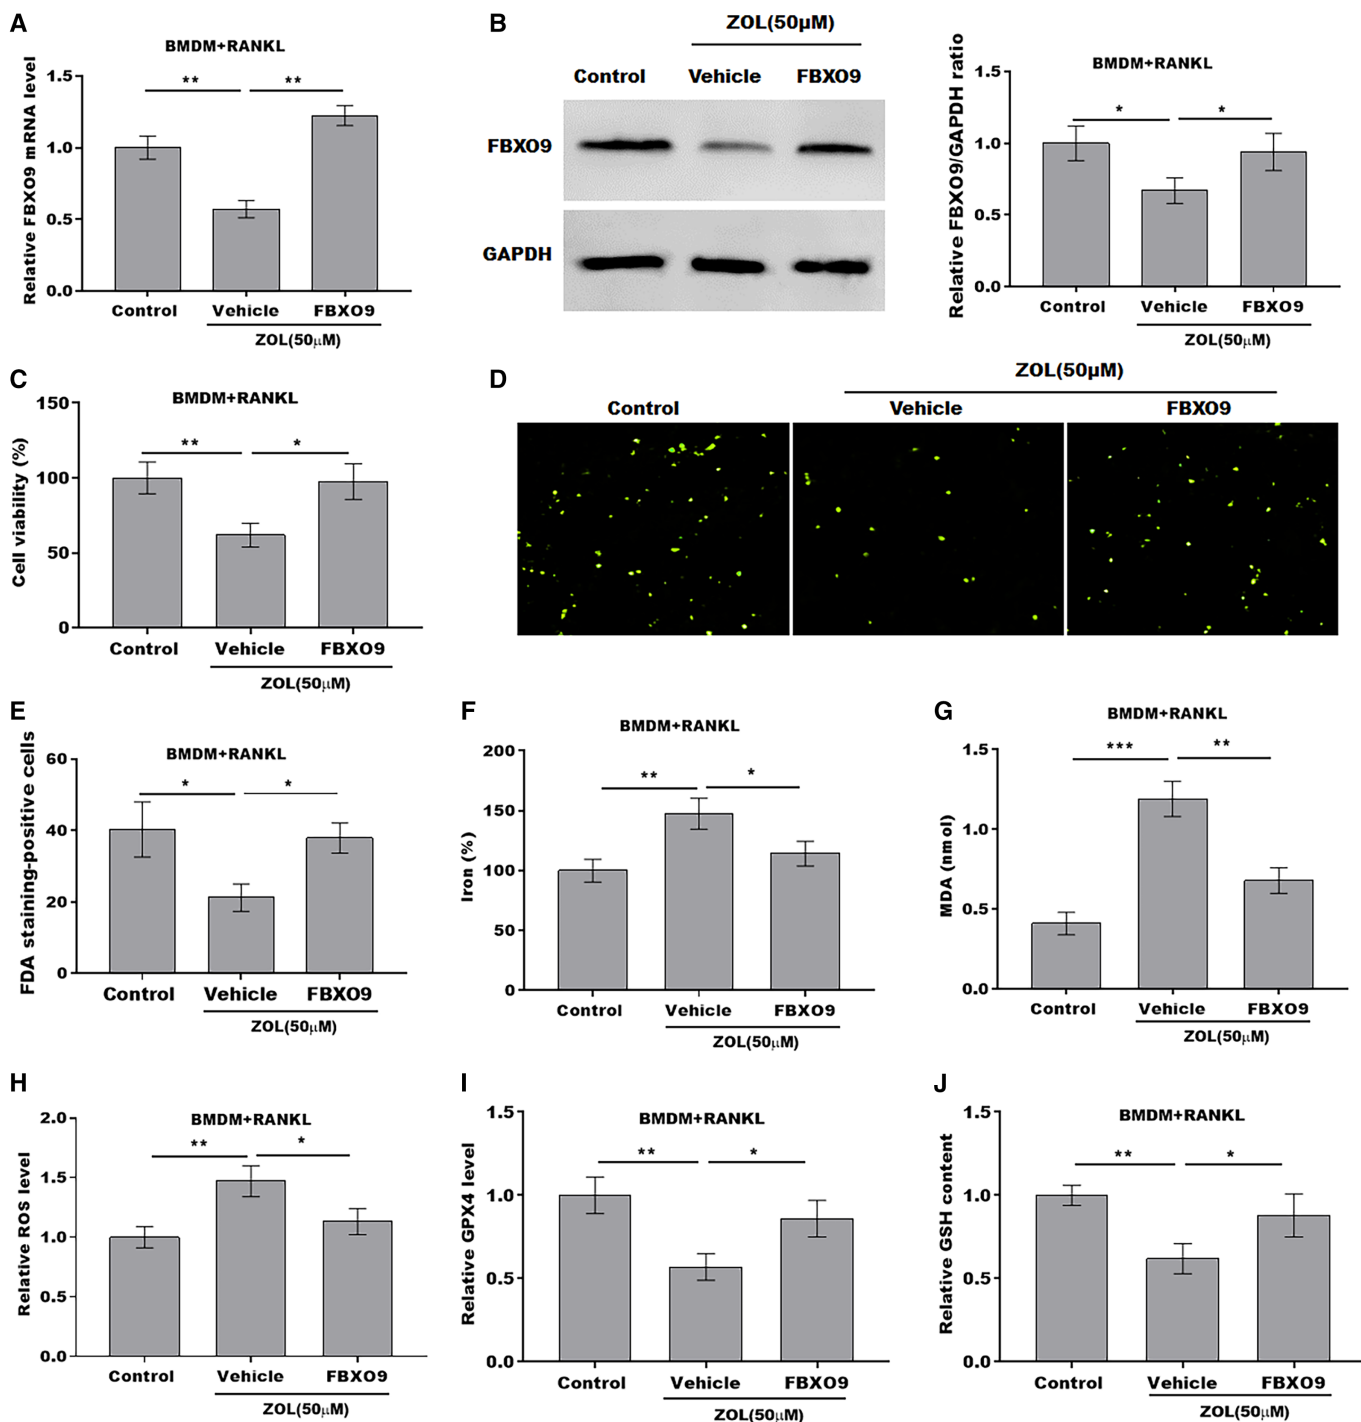 A
BMDM+RANKL
** **
Relative FBXO9 mRNA level
1.5
1.0
0.5
0.0
Control Vehicle FBXO9
ZOL(50μM)
B
ZOL(50μM)
Control Vehicle FBXO9
FBXO9
GAPDH
BMDM+RANKL
* *
Relative FBXO9/GAPDH ratio
1.5
1.0
0.5
0.0
Control Vehicle FBXO9
ZOL(50μM)
C
BMDM+RANKL
** *
Cell viability (%)
150
100
50
0
Control Vehicle FBXO9
ZOL(50μM)
D
ZOL(50μM)
Control Vehicle FBXO9
E
BMDM+RANKL
* *
FDA staining-positive cells
60
40
20
0
Control Vehicle FBXO9
ZOL(50μM)
F
BMDM+RANKL
** *
Iron (%)
200
150
100
50
0
Control Vehicle FBXO9
ZOL(50μM)
G
BMDM+RANKL
*** **
MDA (nmol)
1.5
1.0
0.5
0.0
Control Vehicle FBXO9
ZOL(50μM)
H
BMDM+RANKL
** *
Relative ROS level
2.0
1.5
1.0
0.5
0.0
Control Vehicle FBXO9
ZOL(50μM)
I
BMDM+RANKL
** *
Relative GPX4 level
1.5
1.0
0.5
0.0
Control Vehicle FBXO9
ZOL(50μM)
J
BMDM+RANKL
** *
Relative GSH content
1.5
1.0
0.5
0.0
Control Vehicle FBXO9
ZOL(50μM)